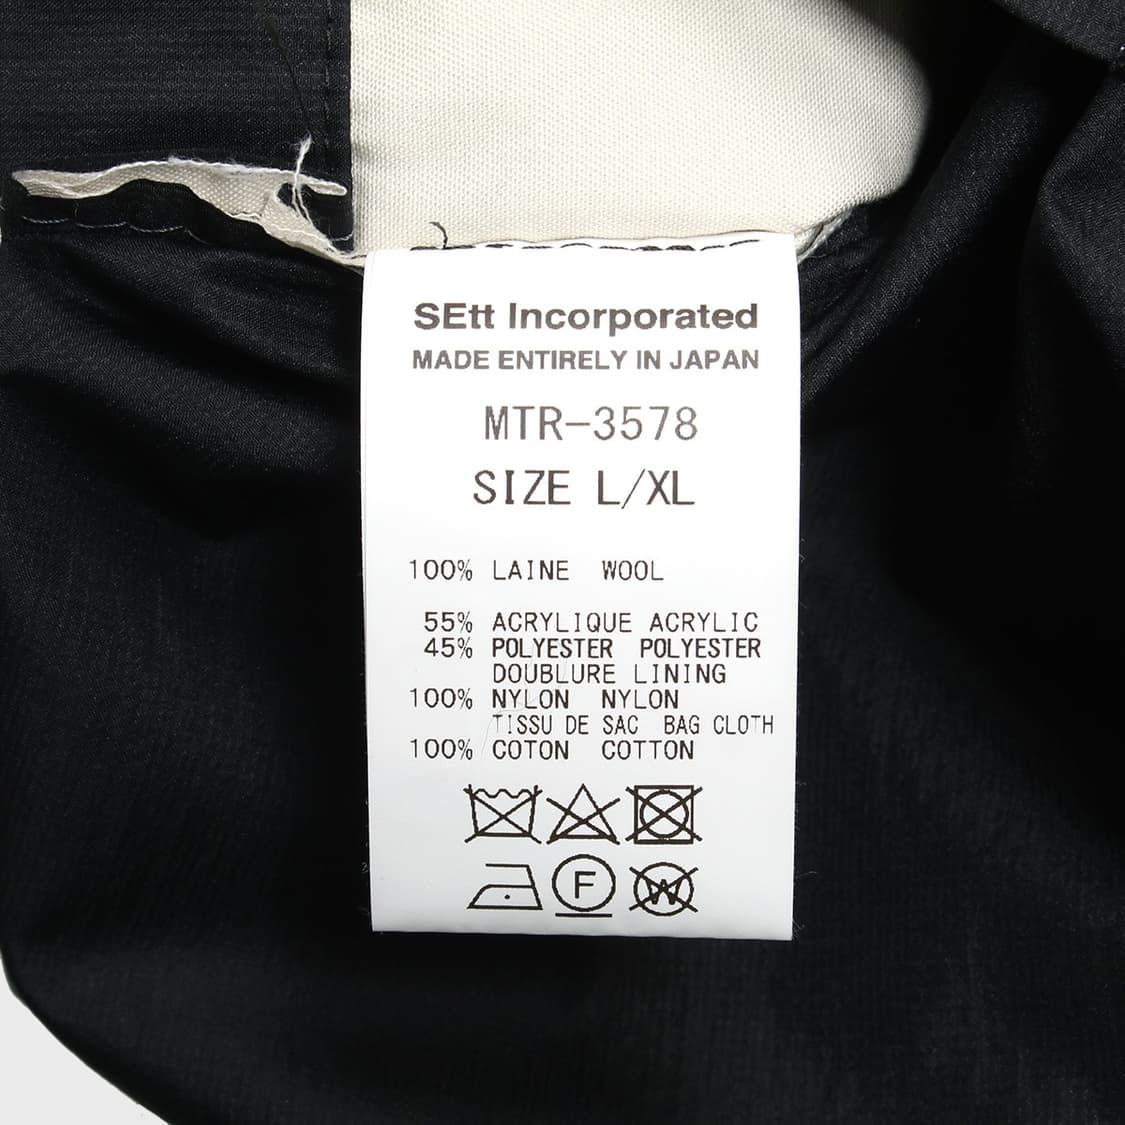 SEtt Incorporated
MADE ENTIRELY IN JAPAN
MTR-3578
SIZE L/XL
100% LAINE WOOL
55% ACRYLIQUE ACRYLIC
45% POLYESTER POLYESTER
DOUBLURE LINING
100% NYLON NYLON
TISSU DE SAC BAG CLOTH
100% COTON COTTON
F W